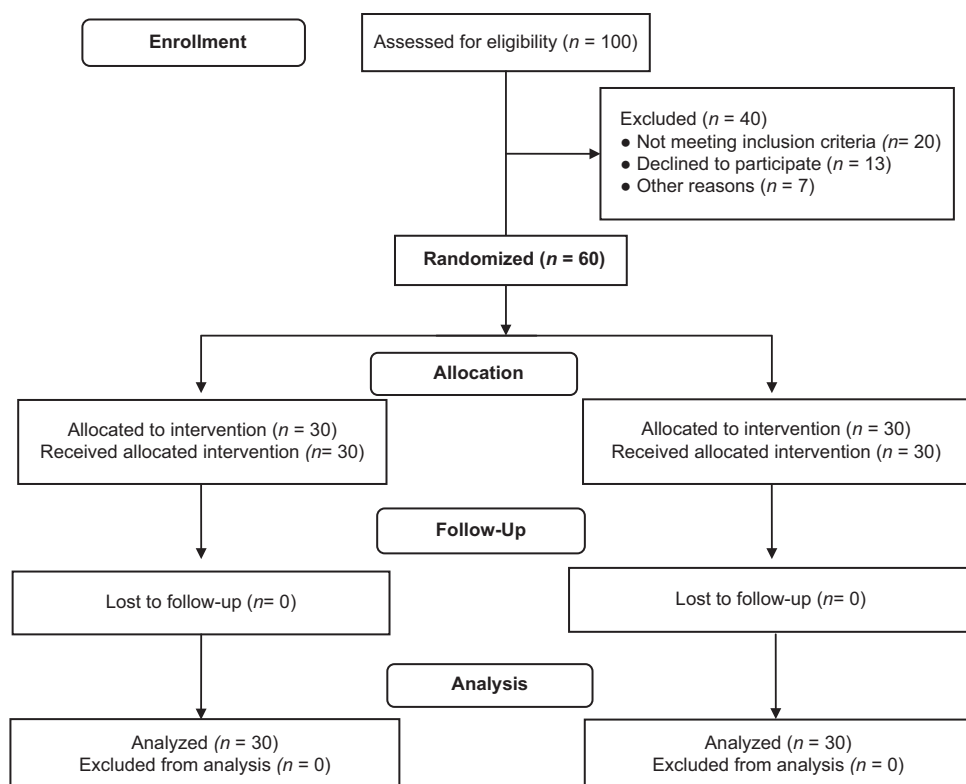 Enrollment
Assessed for eligibility (n = 100)
Excluded (n = 40)
● Not meeting inclusion criteria (n= 20)
● Declined to participate (n = 13)
● Other reasons (n = 7)
Randomized (n = 60)
Allocation
Allocated to intervention (n = 30)
Received allocated intervention (n= 30)
Allocated to intervention (n = 30)
Received allocated intervention (n = 30)
Follow-Up
Lost to follow-up (n= 0)
Lost to follow-up (n= 0)
Analysis
Analyzed (n = 30)
Excluded from analysis (n = 0)
Analyzed (n = 30)
Excluded from analysis (n = 0)